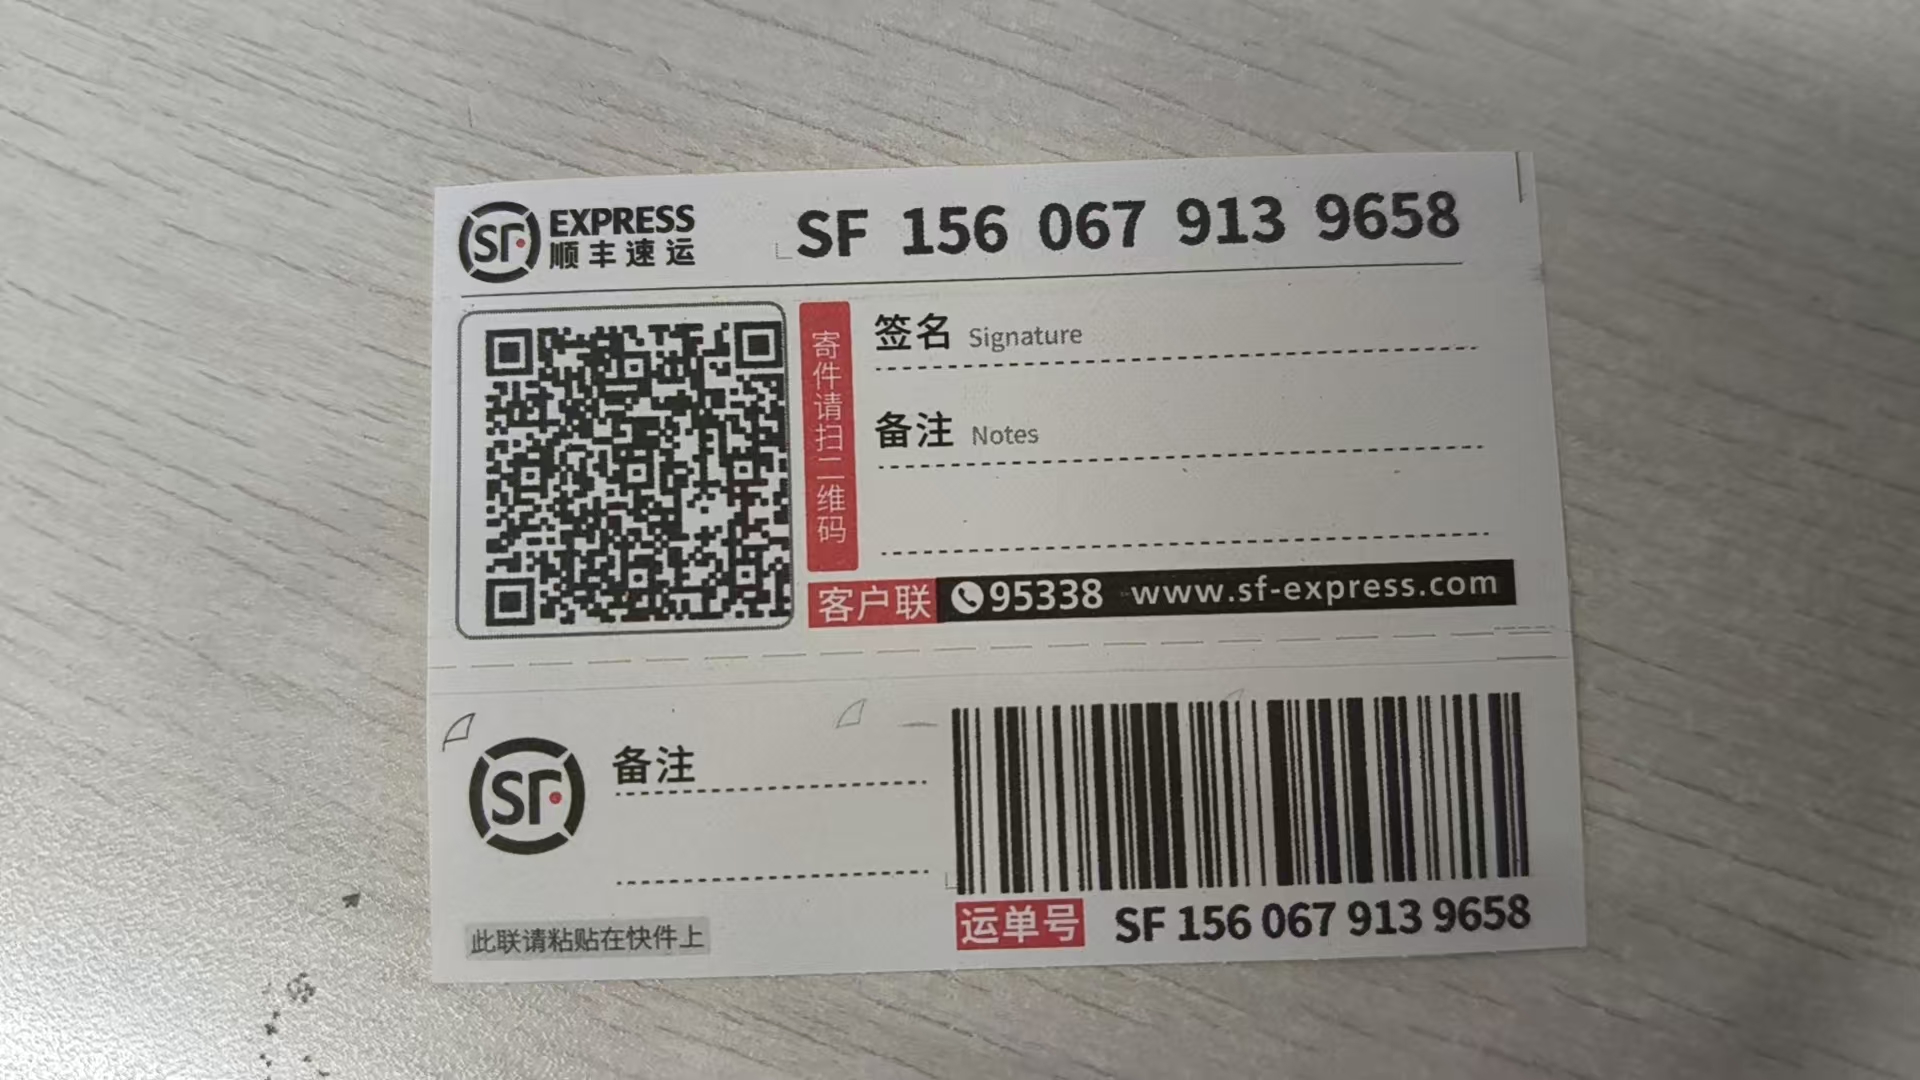 SF EXPRESS
顺丰速运
SF 156 067 913 9658
寄件请扫二维码
签名 Signature
备注 Notes
客户联 95338 www.sf-express.com
SF
备注
此联请粘贴在快件上
运单号 SF 156 067 913 9658